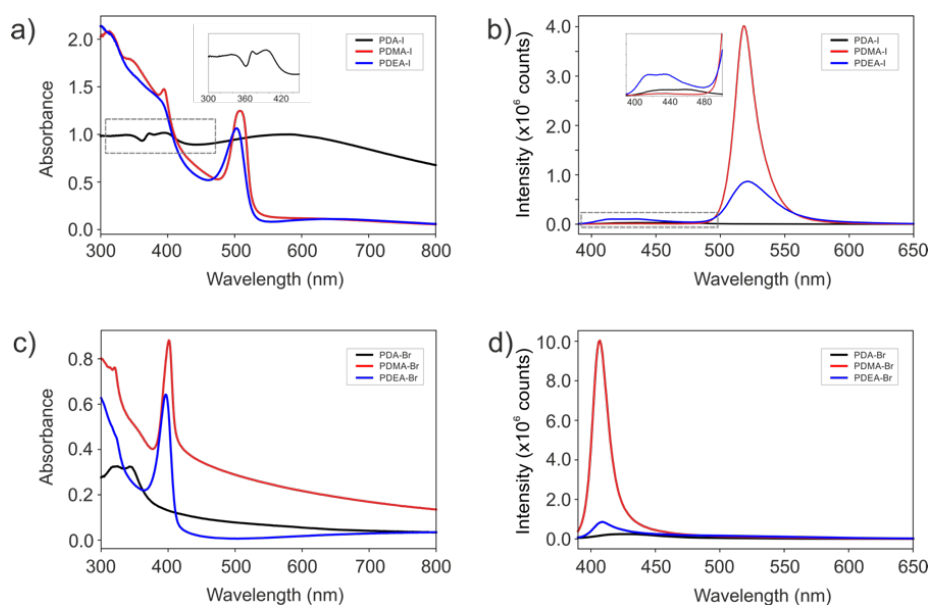 a)
Absorbance
2.0
1.5
1.0
0.5
0.0
300 400 500 600 700 800
Wavelength (nm)
300 360 420
PDA-I
PDMA-I
PDEA-I
b)
Intensity (x10⁶ counts)
4.0
3.0
2.0
1.0
0.0
400 450 500 550 600 650
Wavelength (nm)
400 440 480
PDA-I
PDMA-I
PDEA-I
c)
Absorbance
0.8
0.6
0.4
0.2
0.0
300 400 500 600 700 800
Wavelength (nm)
PDA-Br
PDMA-Br
PDEA-Br
d)
Intensity (x10⁶ counts)
10.0
8.0
6.0
4.0
2.0
0.0
400 450 500 550 600 650
Wavelength (nm)
PDA-Br
PDMA-Br
PDEA-Br